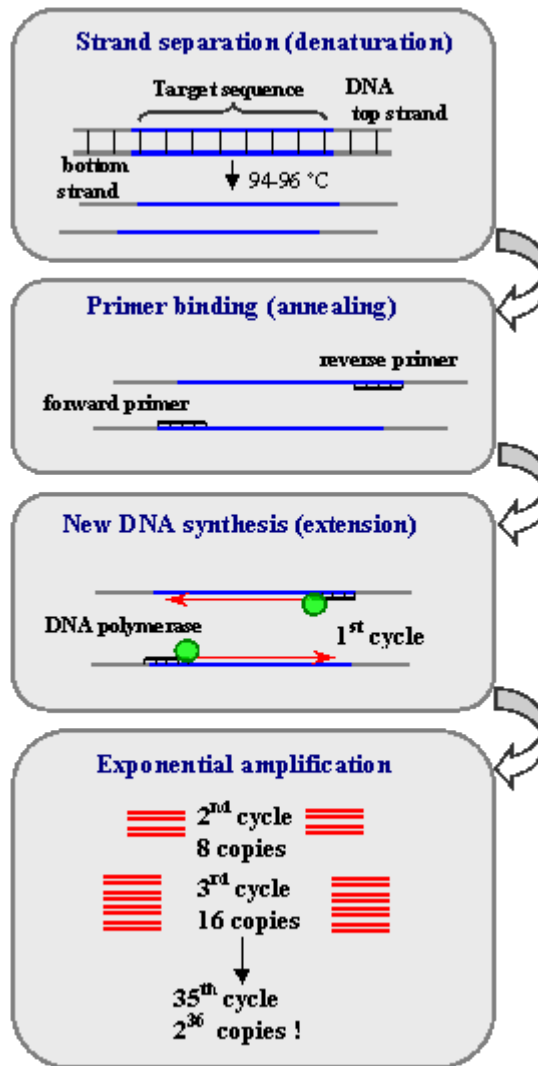 Strand separation (denaturation)
Target sequence
DNA
top strand
bottom
strand
94-96 °C
Primer binding (annealing)
reverse primer
forward primer
New DNA synthesis (extension)
DNA polymerase
1st cycle
Exponential amplification
2nd cycle
8 copies
3rd cycle
16 copies
35th cycle
2^36 copies !